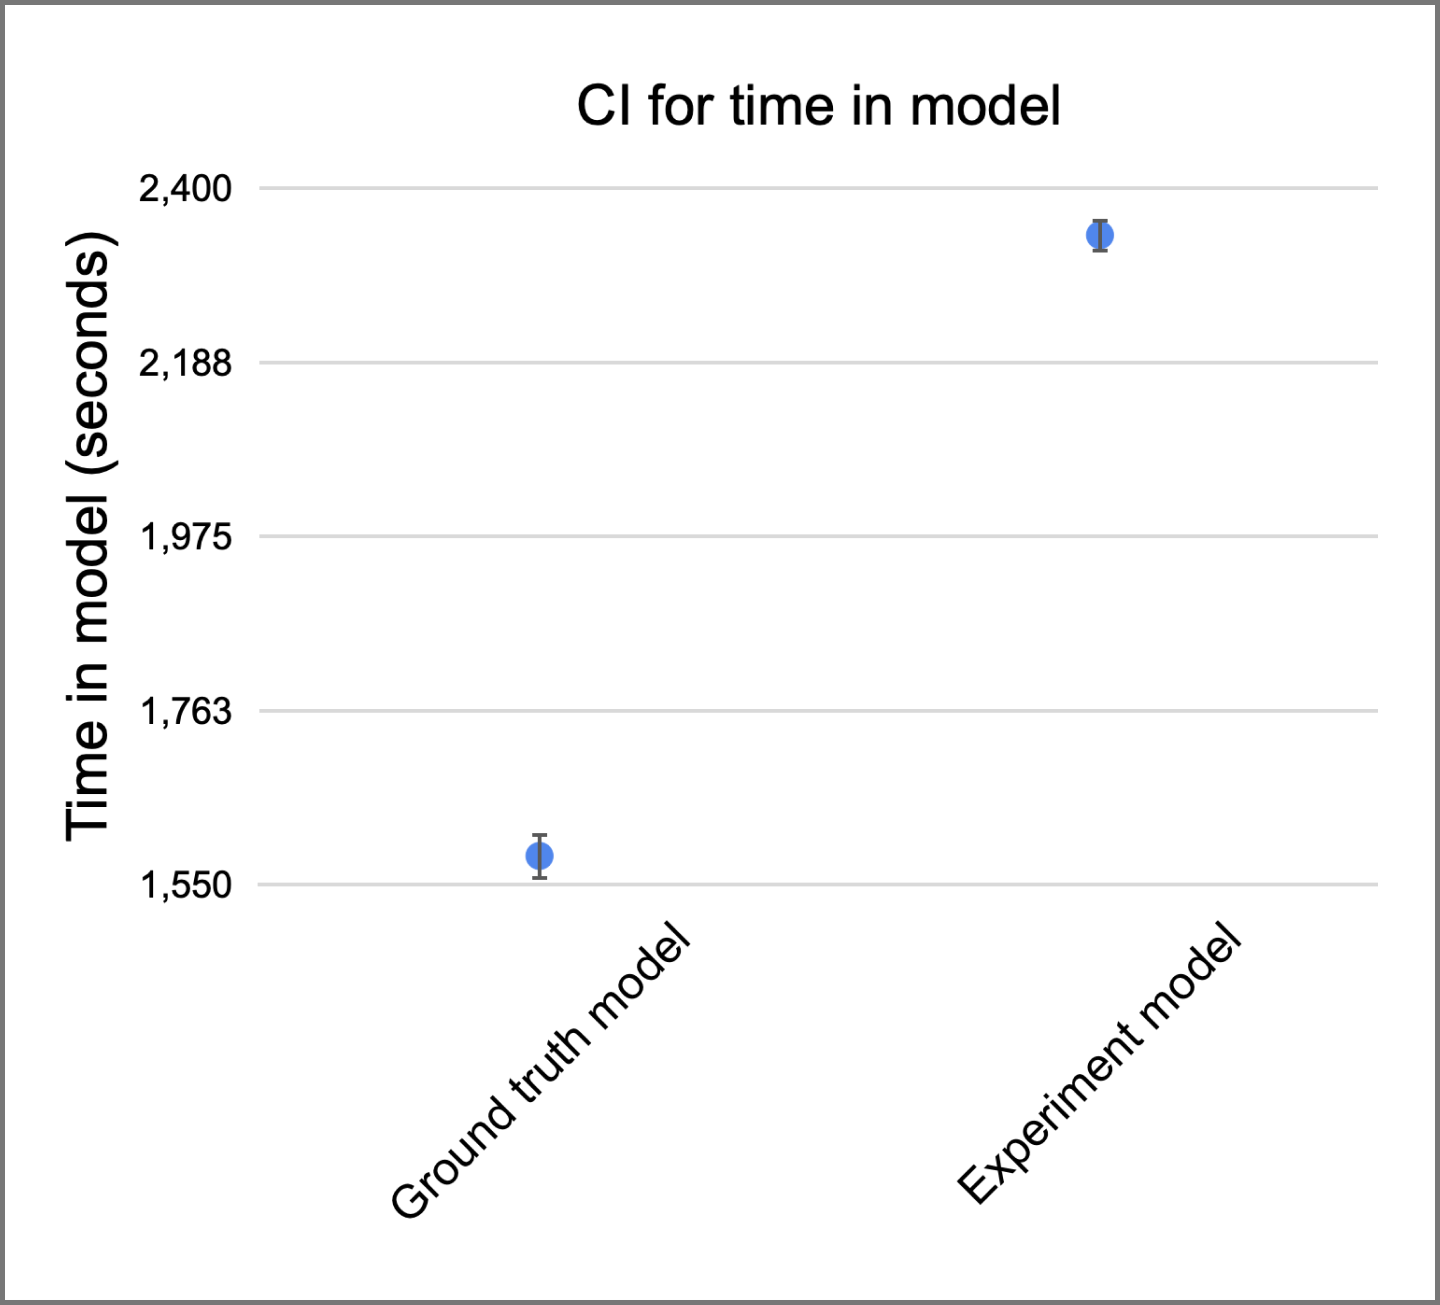 CI for time in model
Time in model (seconds)
2,400
2,188
1,975
1,763
1,550
Ground truth model
Experiment model